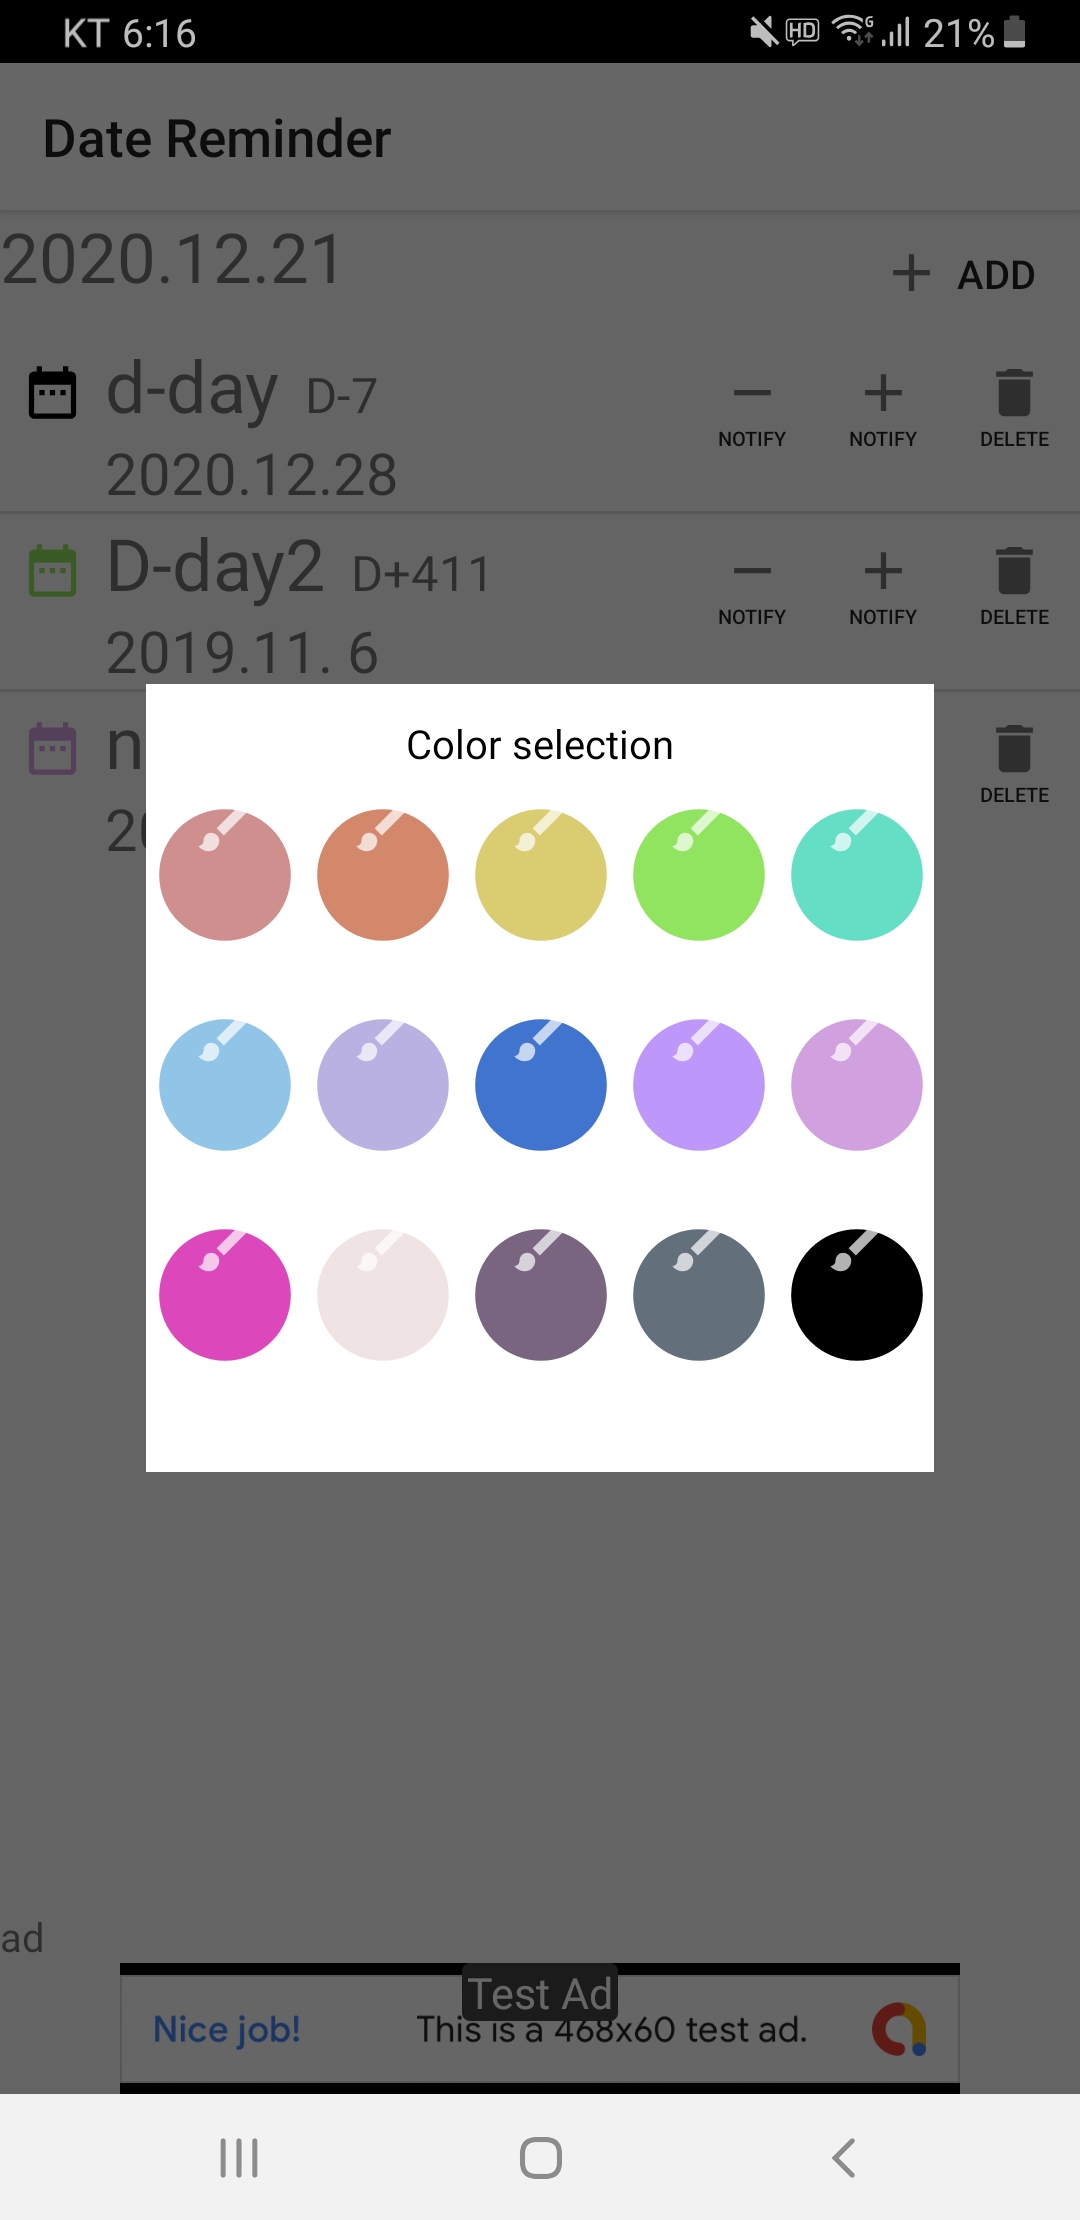 KT 6:16 HD G 21%
Date Reminder
2020.12.21
ADD
d-day D-7
NOTIFY NOTIFY DELETE
2020.12.28
D-day2 D+411
NOTIFY NOTIFY DELETE
2019.11. 6
n
DELETE
20
Color selection
ad
Test Ad
Nice job! This is a 468x60 test ad.